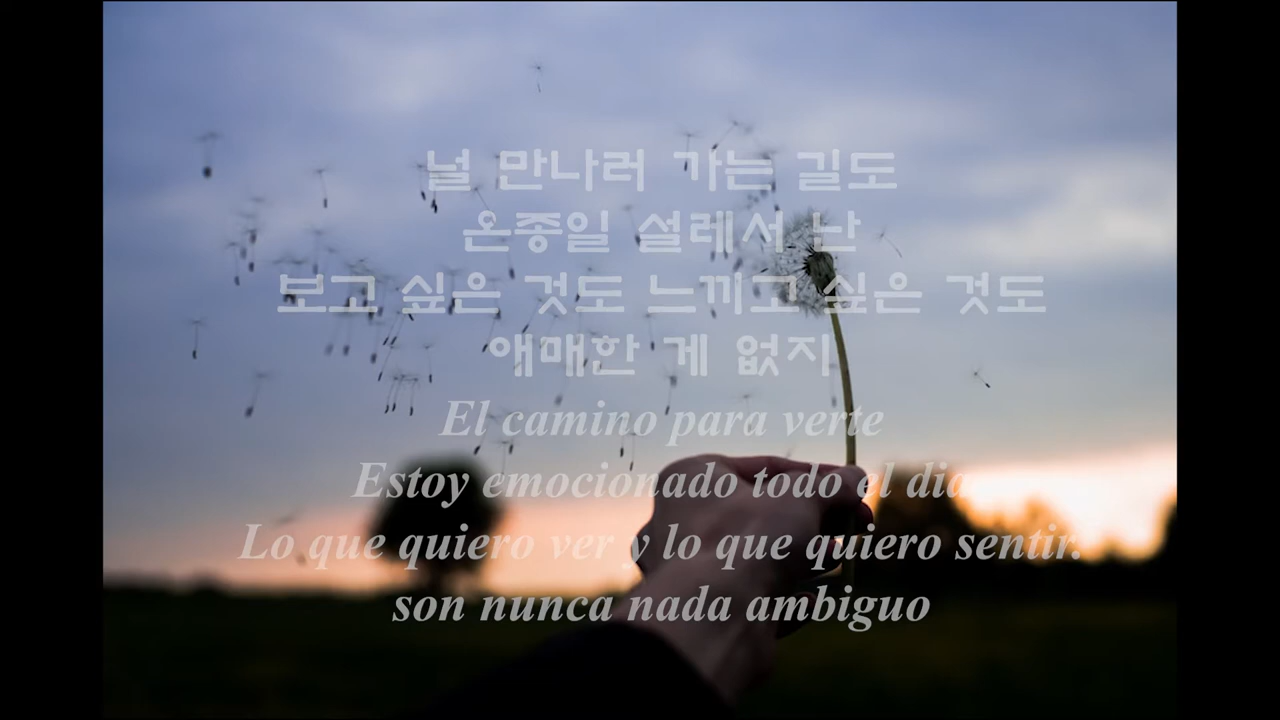 널 만나러 가는 길도
온종일 설레서 난
보고 싶은 것도 느끼고 싶은 것도
애매한 게 없지
El camino para verte
Estoy emocionado todo el dia
Lo que quiero ver y lo que quiero sentir.
son nunca nada ambiguo